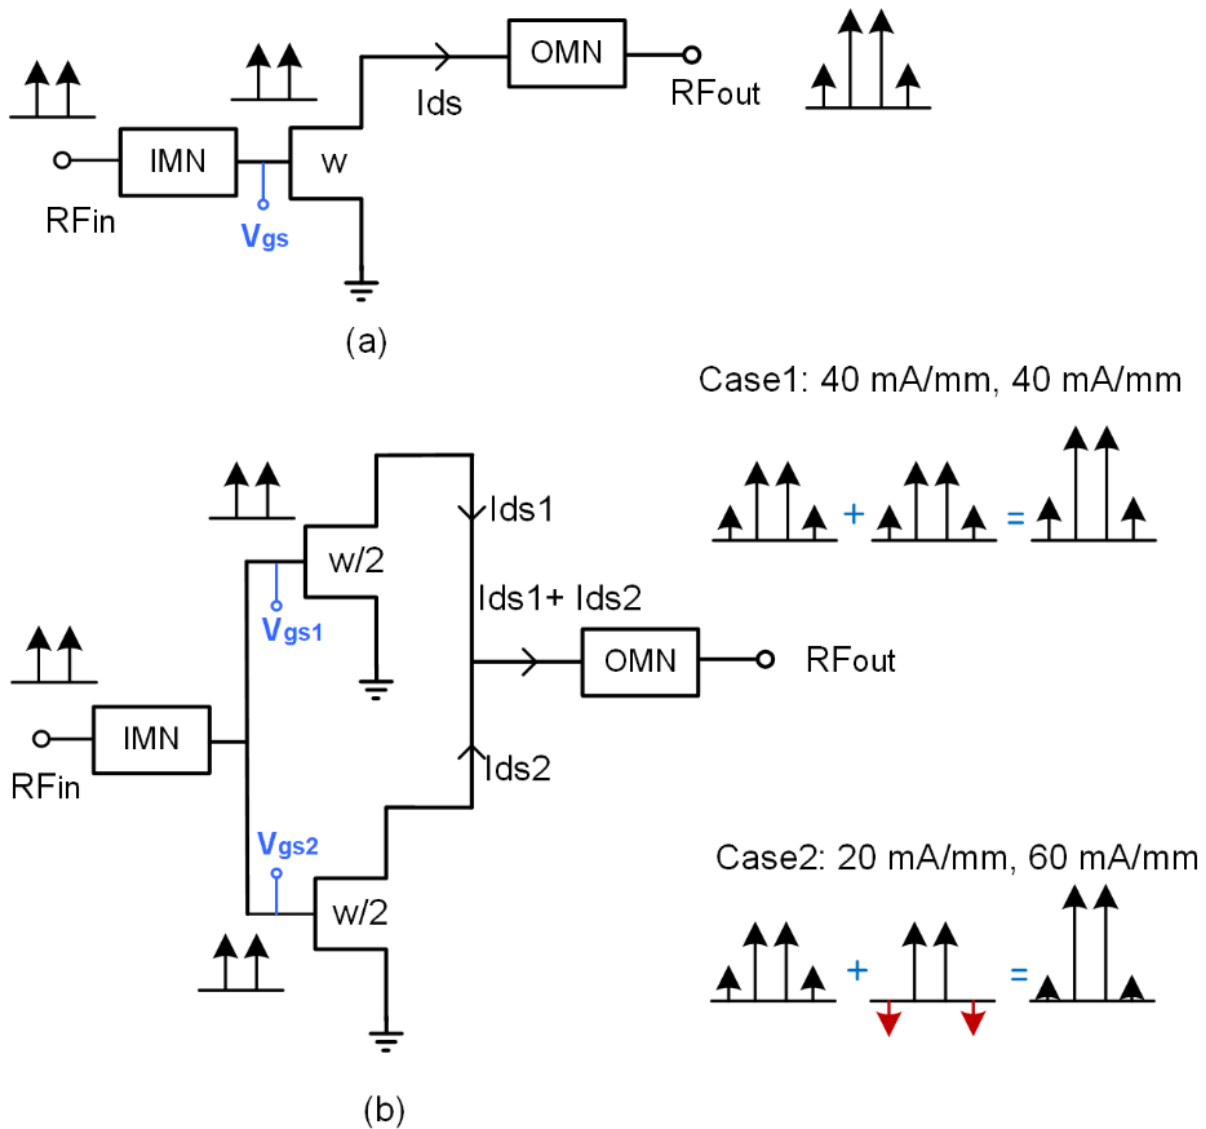 OMN
RFout
Ids
IMN
w
RFin
Vgs
(a)
Case1: 40 mA/mm, 40 mA/mm
+ =
Ids1
w/2
Ids1+ Ids2
Vgs1
OMN
RFout
IMN
RFin
Ids2
Vgs2
Case2: 20 mA/mm, 60 mA/mm
w/2
+ =
(b)